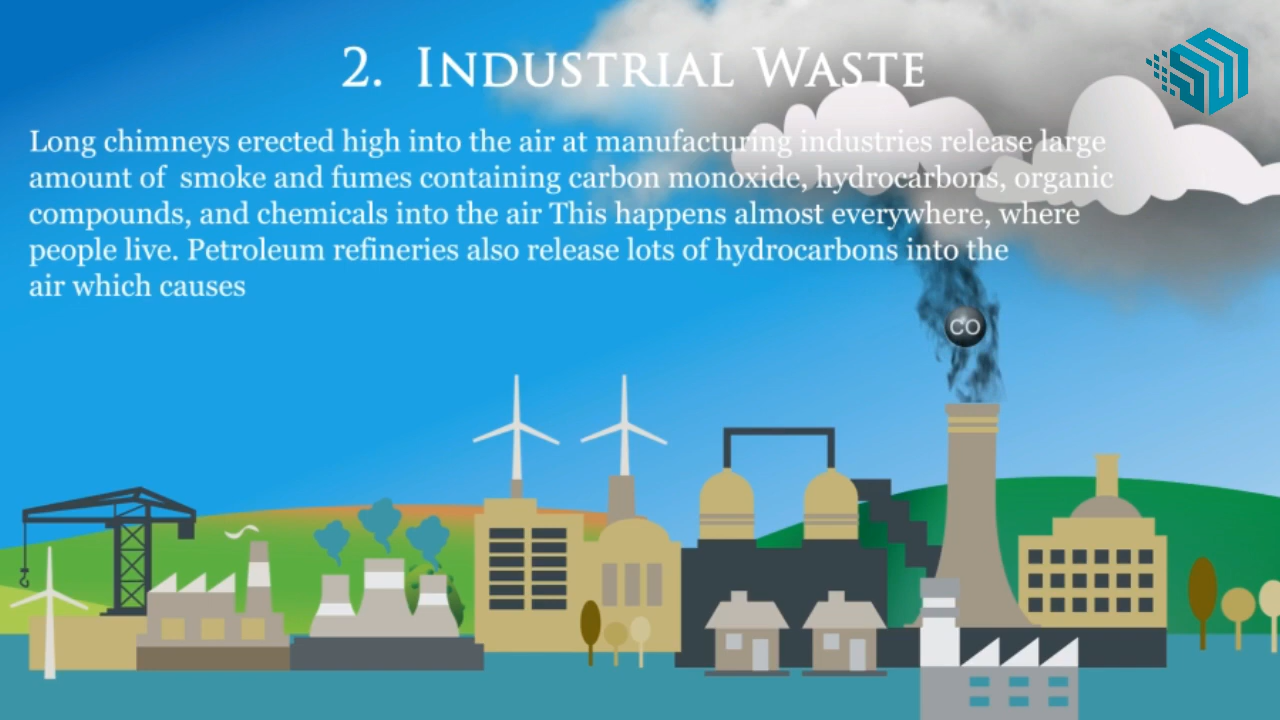 2. Industrial Waste
Long chimneys erected high into the air at manufacturing industries release large
amount of smoke and fumes containing carbon monoxide, hydrocarbons, organic
compounds, and chemicals into the air This happens almost everywhere, where
people live. Petroleum refineries also release lots of hydrocarbons into the
air which causes
CO